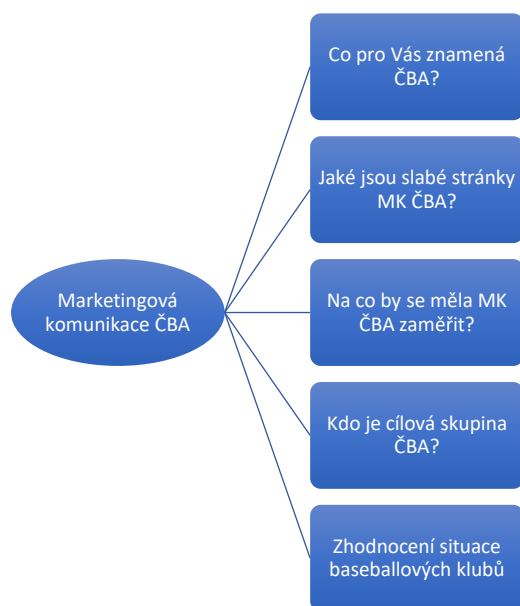 Co pro Vás znamená
ČBA?
Jaké jsou slabé stránky
MK ČBA?
Marketingová
komunikace ČBA
Na co by se měla MK
ČBA zaměřit?
Kdo je cílová skupina
ČBA?
Zhodnocení situace
baseballových klubů